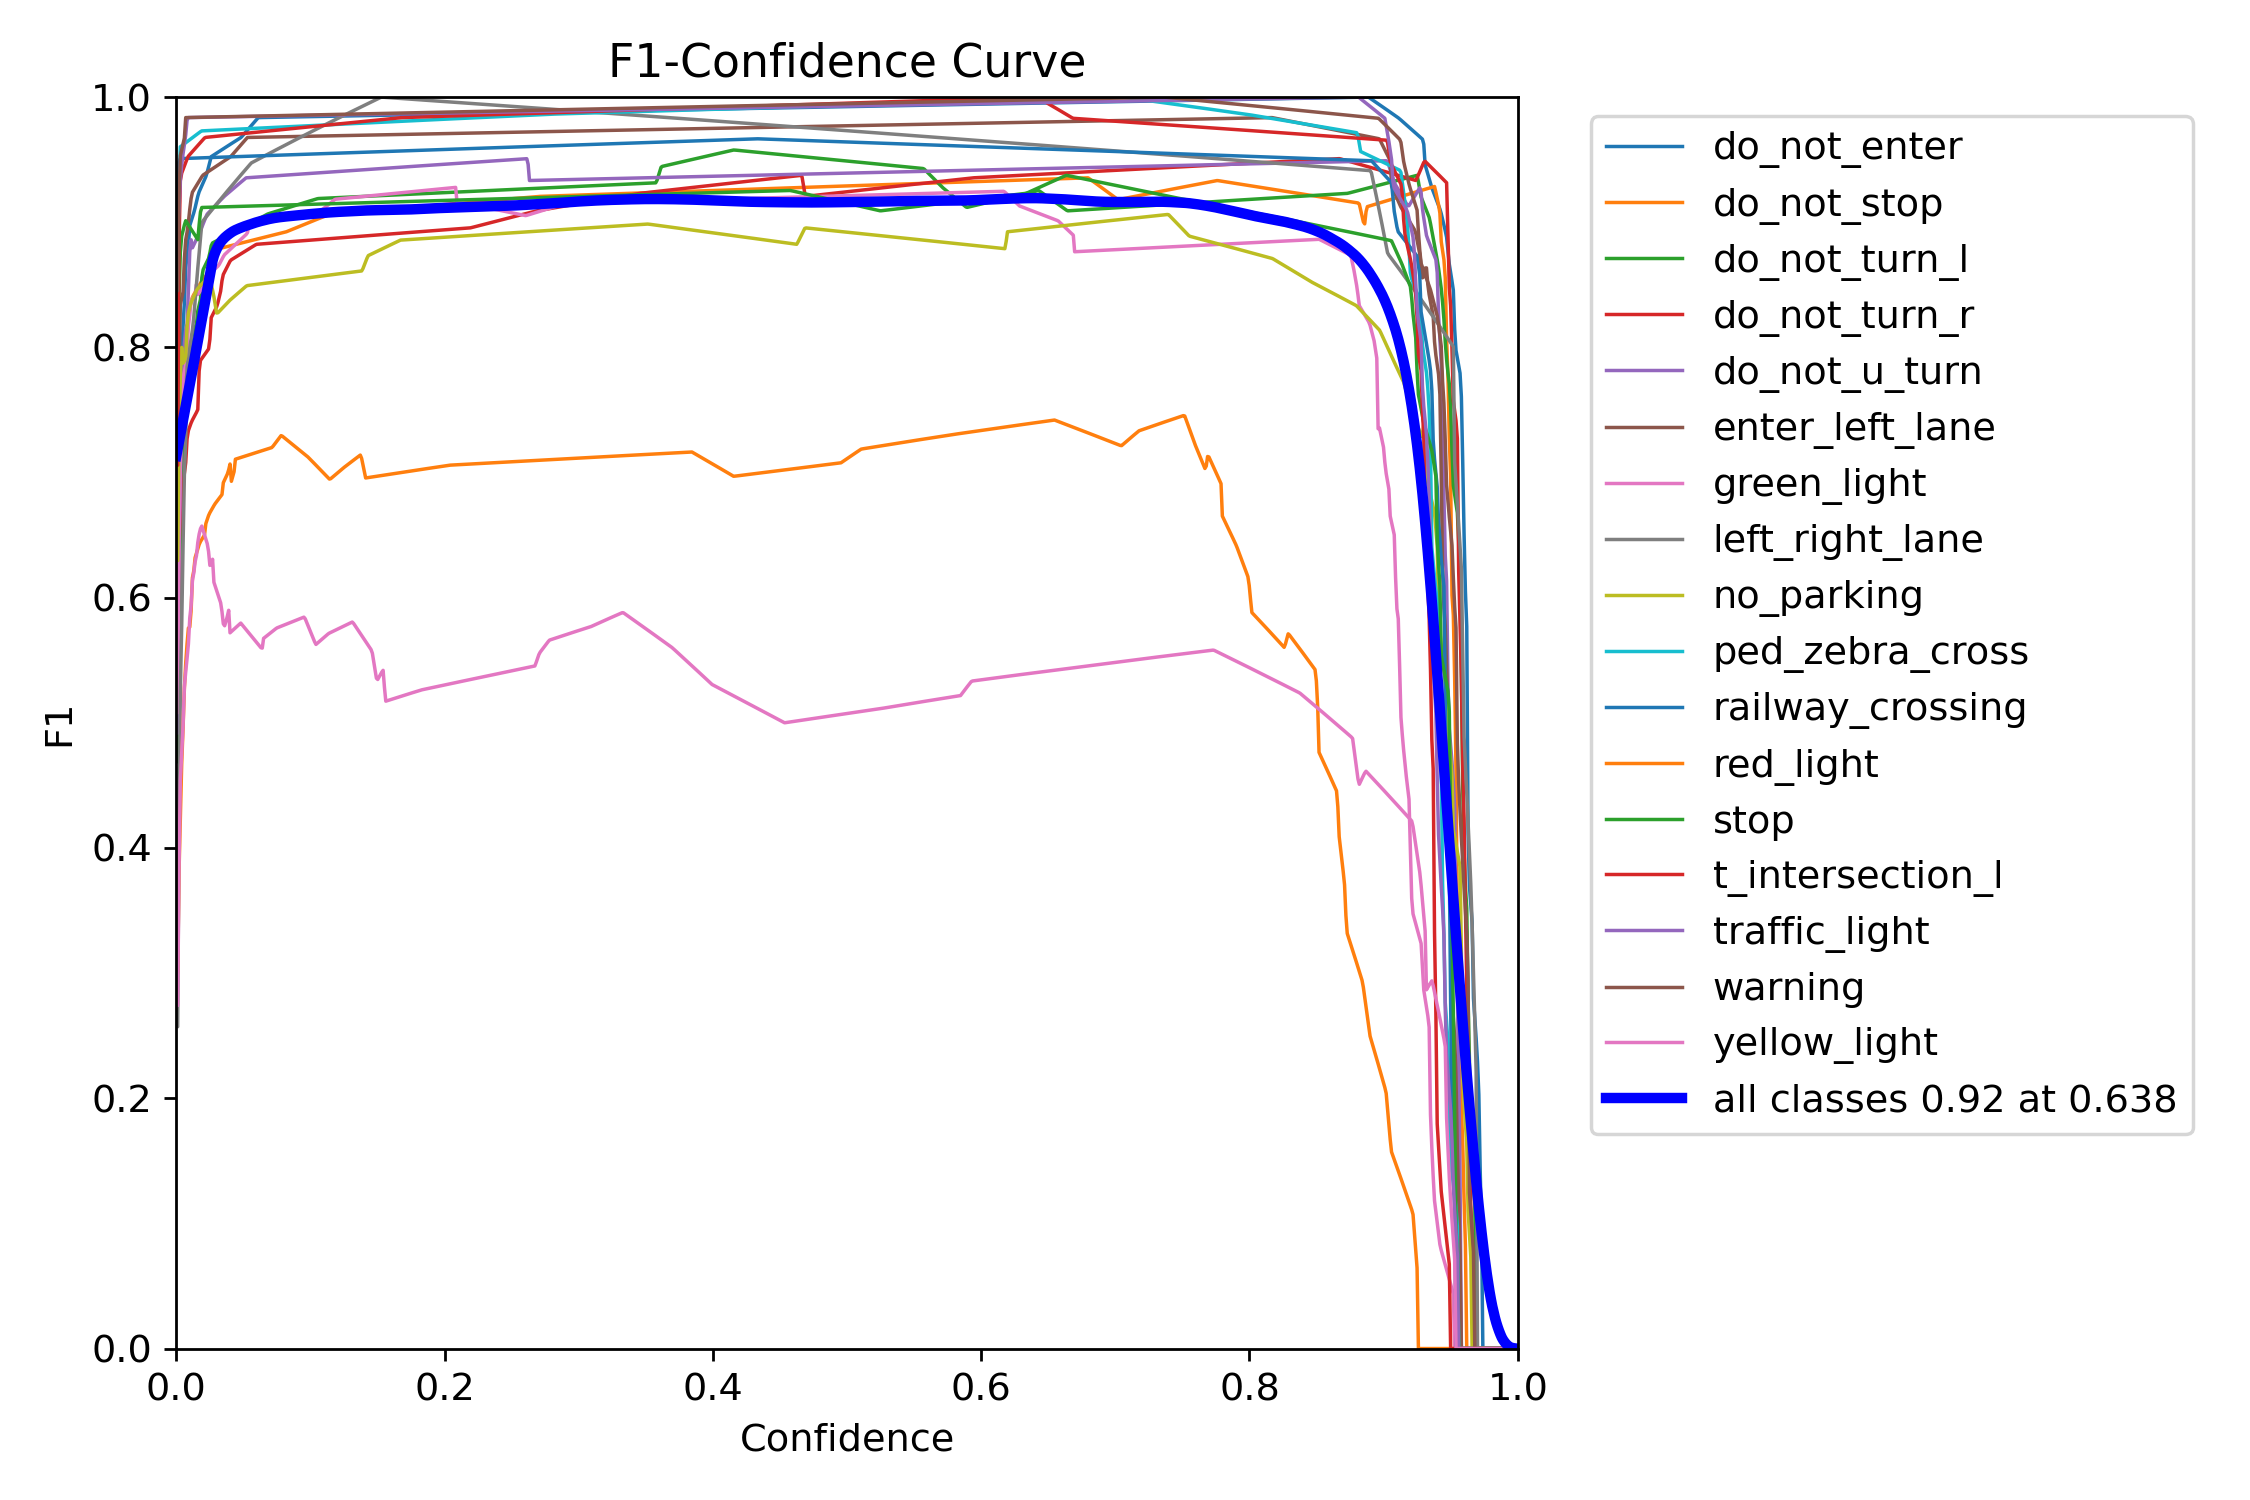 F1-Confidence Curve
1.0
0.8
0.6
0.4
0.2
0.0
F1
0.0 0.2 0.4 0.6 0.8 1.0
Confidence
do_not_enter
do_not_stop
do_not_turn_l
do_not_turn_r
do_not_u_turn
enter_left_lane
green_light
left_right_lane
no_parking
ped_zebra_cross
railway_crossing
red_light
stop
t_intersection_l
traffic_light
warning
yellow_light
all classes 0.92 at 0.638